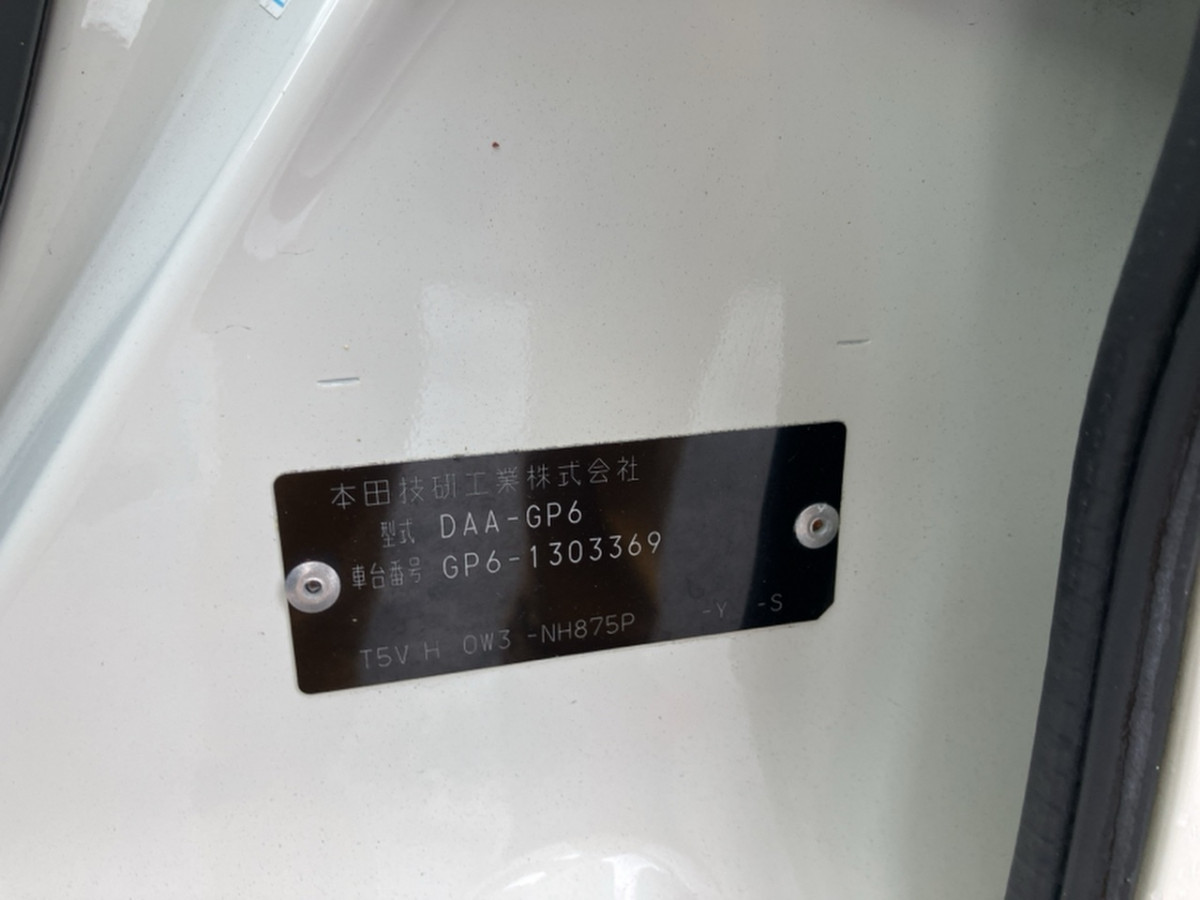 本田技研工業株式会社
型式 DAA-GP6
車台番号 GP6-1303369
T5V H 0W3 -NH875P -Y -S